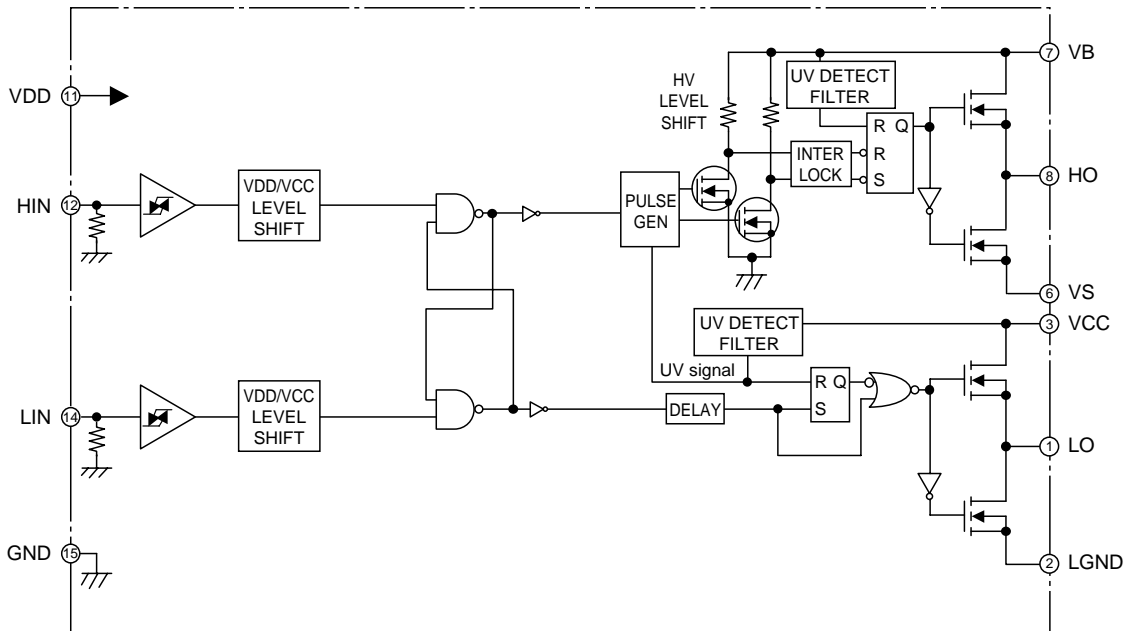 VDD 11
HIN 12
VDD/VCC
LEVEL
SHIFT
LIN 14
VDD/VCC
LEVEL
SHIFT
GND 15
HV
LEVEL
SHIFT
UV DETECT
FILTER
INTER
LOCK
R Q
R
S
PULSE
GEN
UV DETECT
FILTER
UV signal
DELAY
R Q
S
7 VB
8 HO
6 VS
3 VCC
1 LO
2 LGND